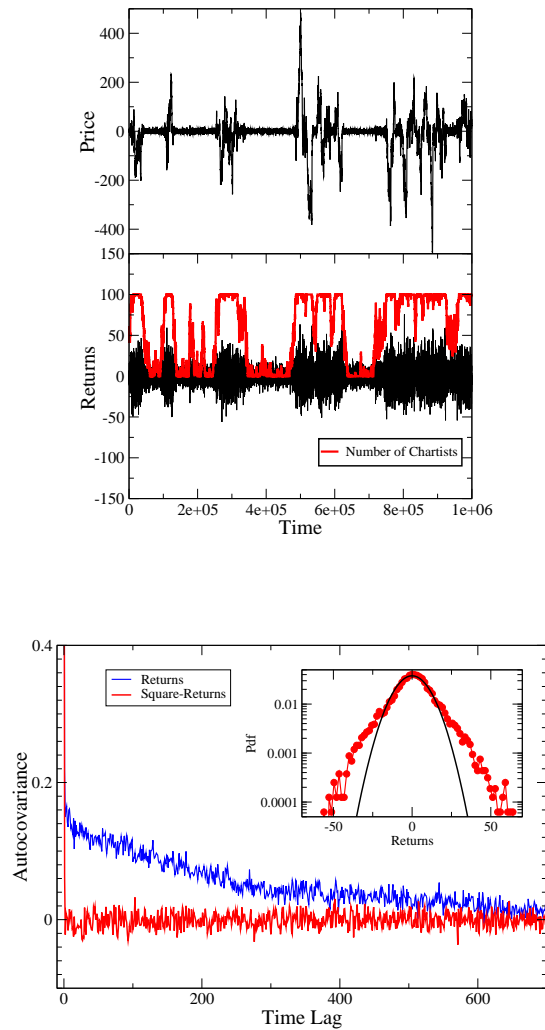 400
200
0
-200
-400
Price
150
100
50
0
-50
-100
-150
Returns
Number of Chartists
0
2e+05
4e+05
6e+05
8e+05
1e+06
Time
0.4
0.2
0
Autocovariance
Returns
Square-Returns
0.01
0.001
0.0001
Pdf
-50
0
50
Returns
0
200
400
600
Time Lag